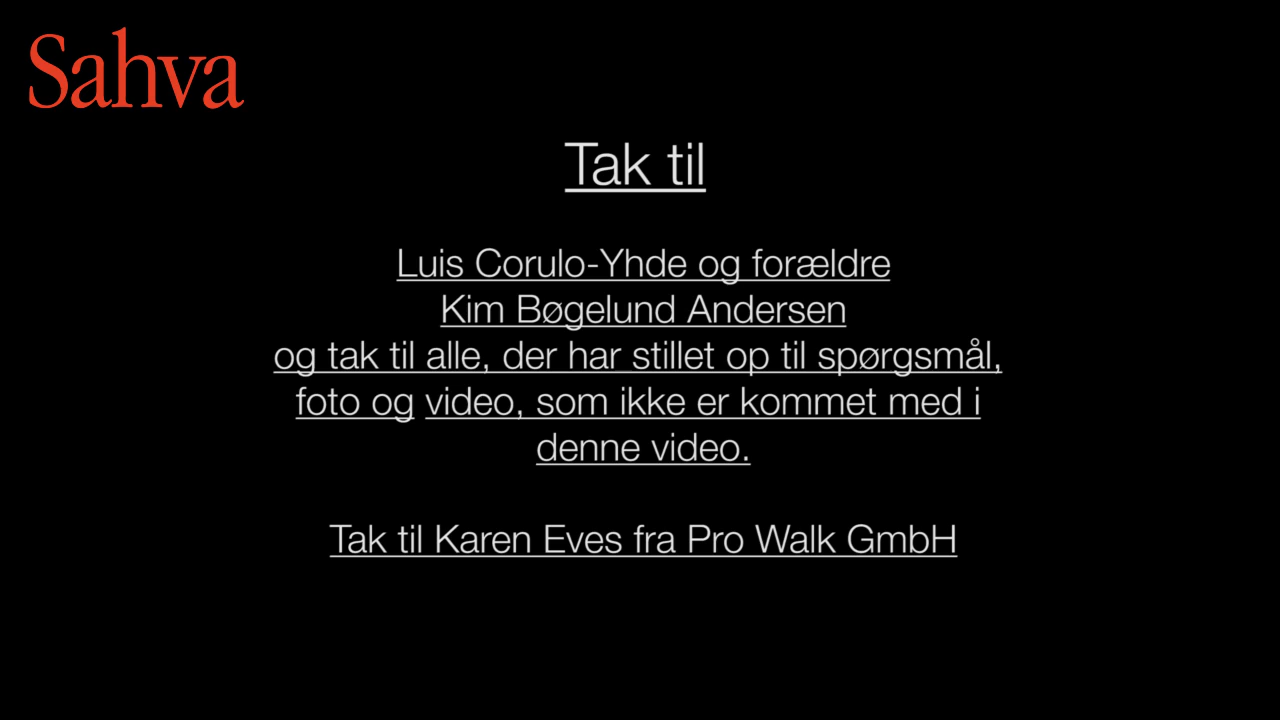 Sahva
Tak til
Luis Corulo-Yhde og forældre
Kim Bøgelund Andersen
og tak til alle, der har stillet op til spørgsmål,
foto og video, som ikke er kommet med i
denne video.
Tak til Karen Eves fra Pro Walk GmbH